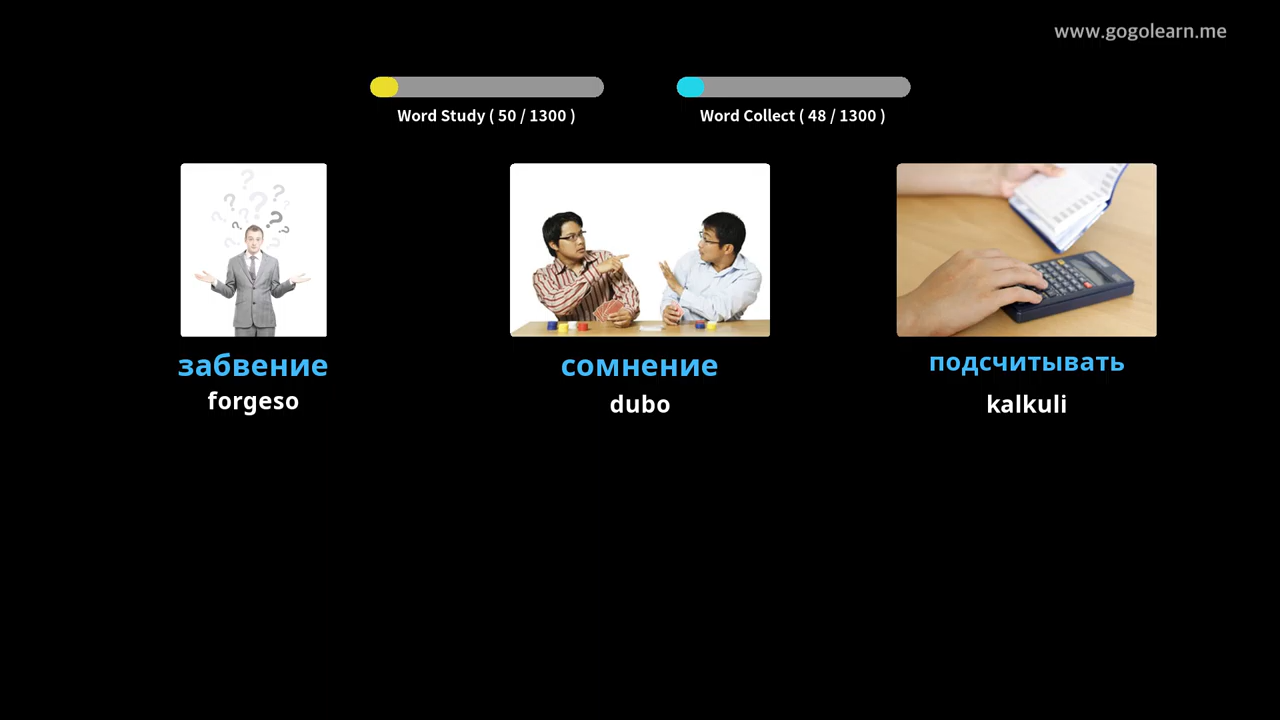 www.gogolearn.me
Word Study ( 50 / 1300 )
Word Collect ( 48 / 1300 )
забвение
forgeso
сомнение
dubo
подсчитывать
kalkuli